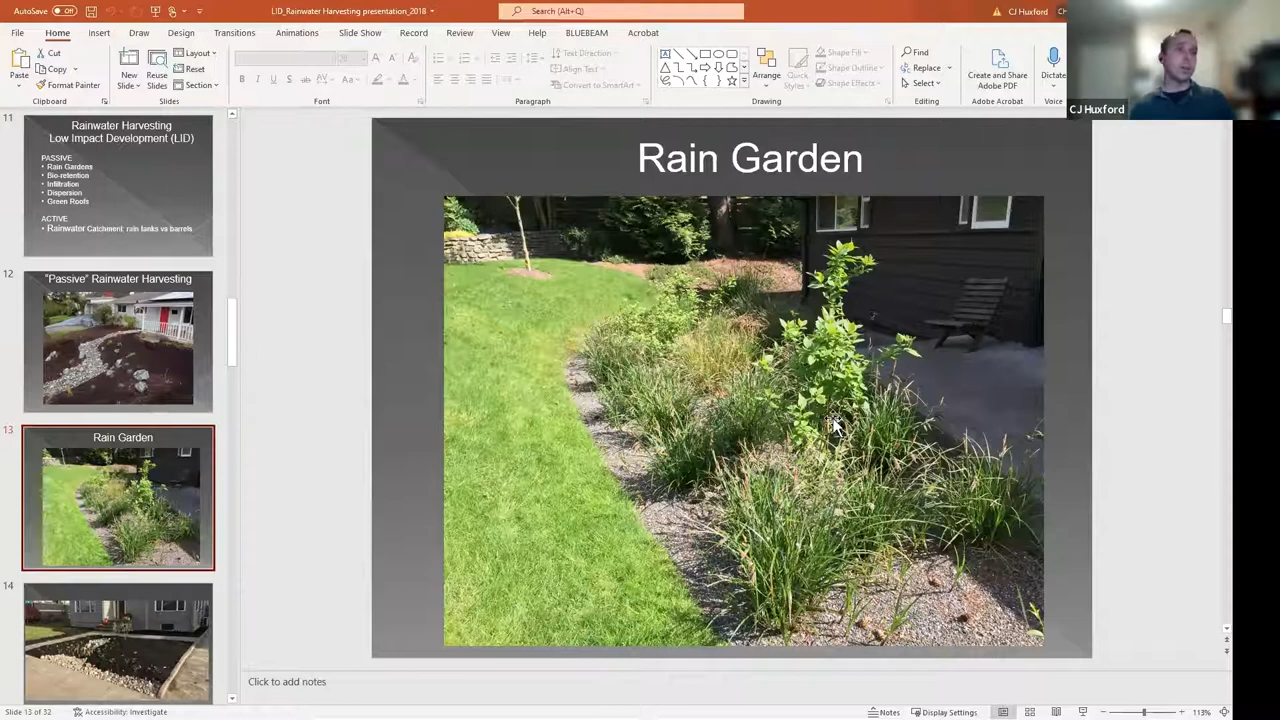 AutoSave Off
LID_Rainwater Harvesting presentation_2018
Search (Alt+Q)
CJ Huxford
File Home Insert Draw Design Transitions Animations Slide Show Record Review View Help BLUEBEAM Acrobat
Paste
Cut
Copy
Format Painter
Clipboard
New Slides
Reuse Slides
Layout
Reset
Section
Slides
B I U S
Aa
Font
Text Direction
Align Text
Convert to SmartArt
Paragraph
Arrange
Quick Styles
Shape Fill
Shape Outline
Shape Effects
Drawing
Find
Replace
Select
Editing
Create and Share Adobe PDF
Adobe Acrobat
Dictate
Voice
CJ Huxford
11
Rainwater Harvesting
Low Impact Development (LID)
PASSIVE
• Rain Gardens
• Bio-retention
• Infiltration
• Dispersion
• Green Roofs
ACTIVE
• Rainwater Catchment: rain tanks vs barrels
12
"Passive" Rainwater Harvesting
13
Rain Garden
14
Rain Garden
Click to add notes
Slide 13 of 32 Accessibility: Investigate Notes Display Settings 113%